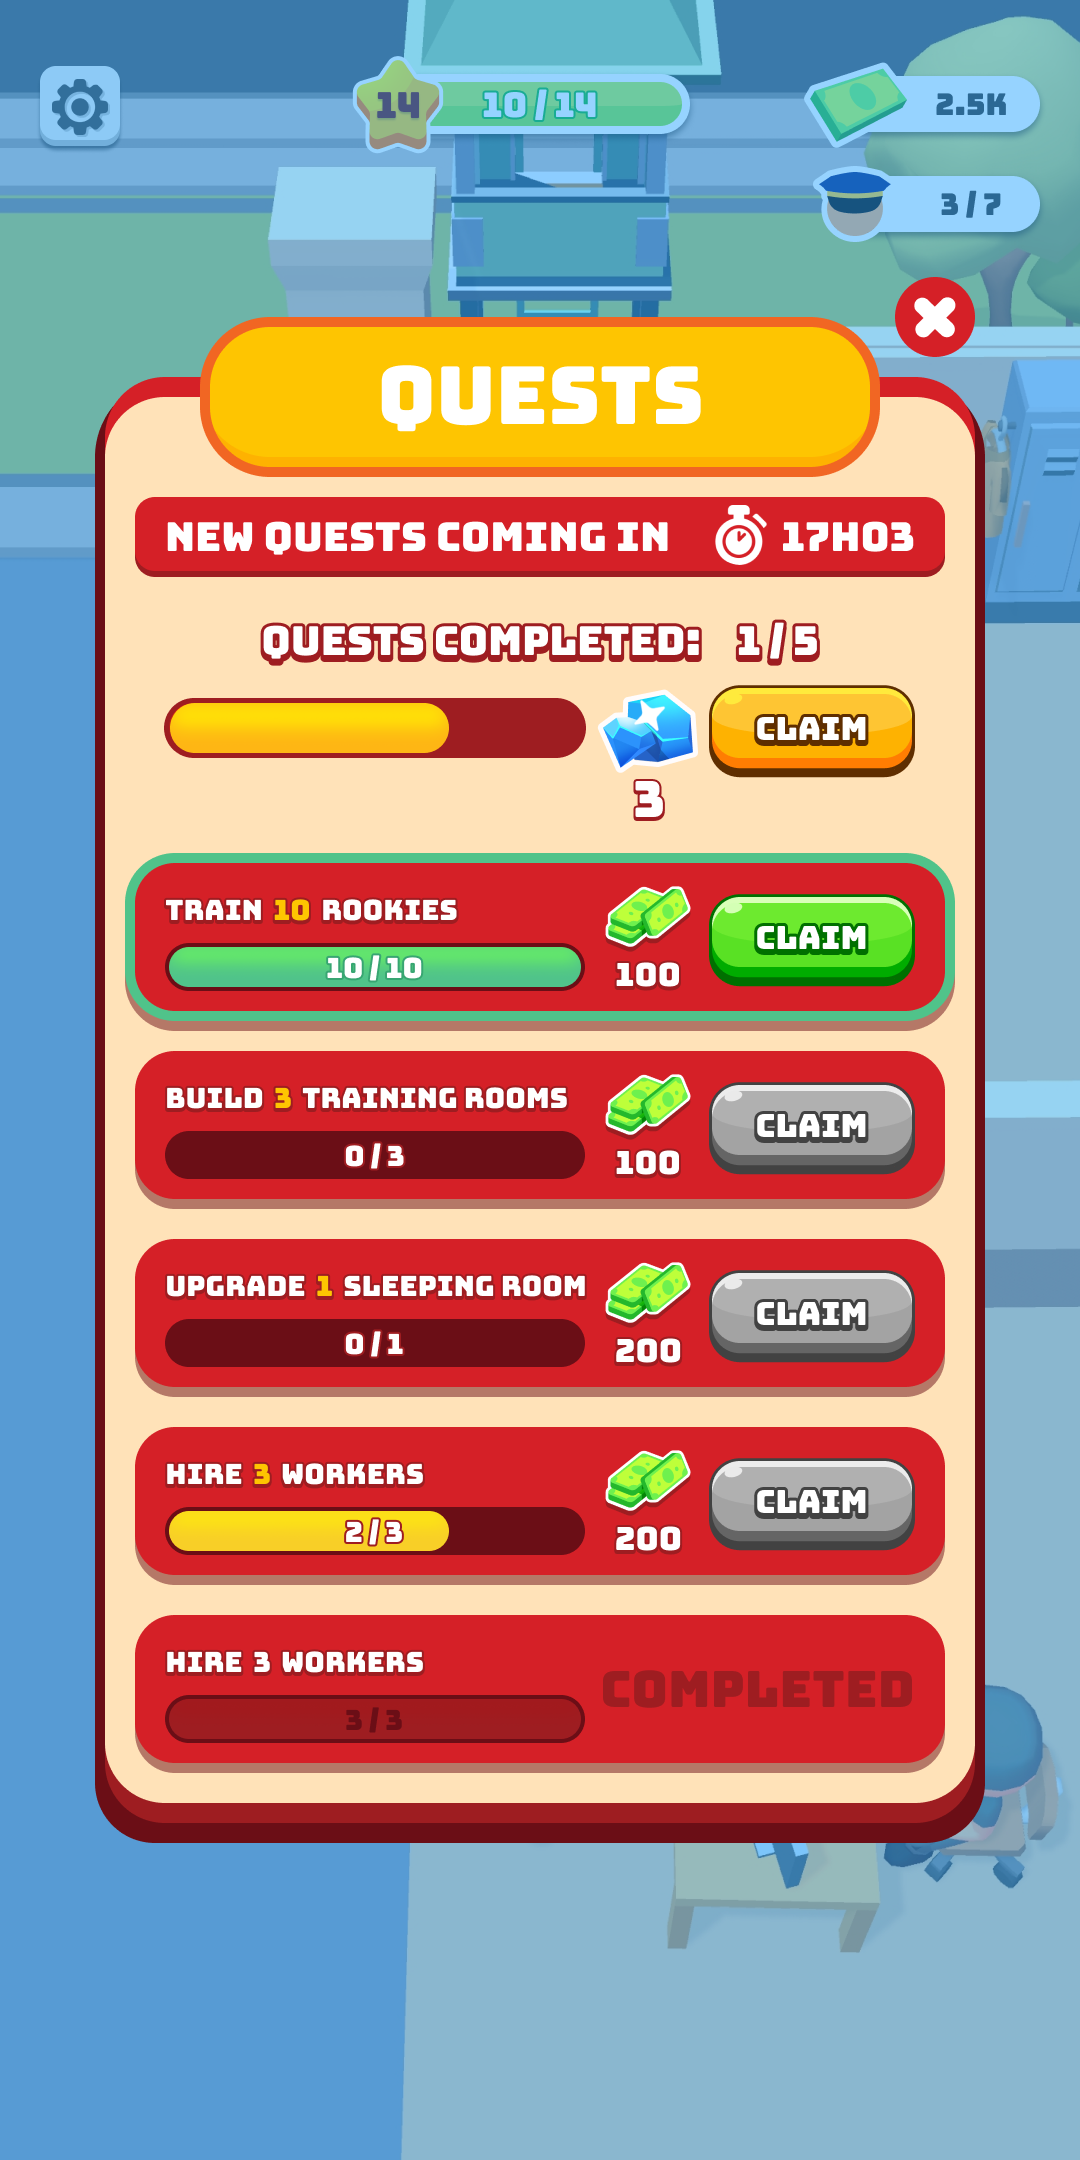 14
10/14
2.5K
3/7
QUESTS
NEW QUESTS COMING IN 17H03
QUESTS COMPLETED: 1/5
CLAIM
3
TRAIN 10 ROOKIES
10/10
100
CLAIM
BUILD 3 TRAINING ROOMS
0/3
100
CLAIM
UPGRADE 1 SLEEPING ROOM
0/1
200
CLAIM
HIRE 3 WORKERS
2/3
200
CLAIM
HIRE 3 WORKERS
3/3
COMPLETED